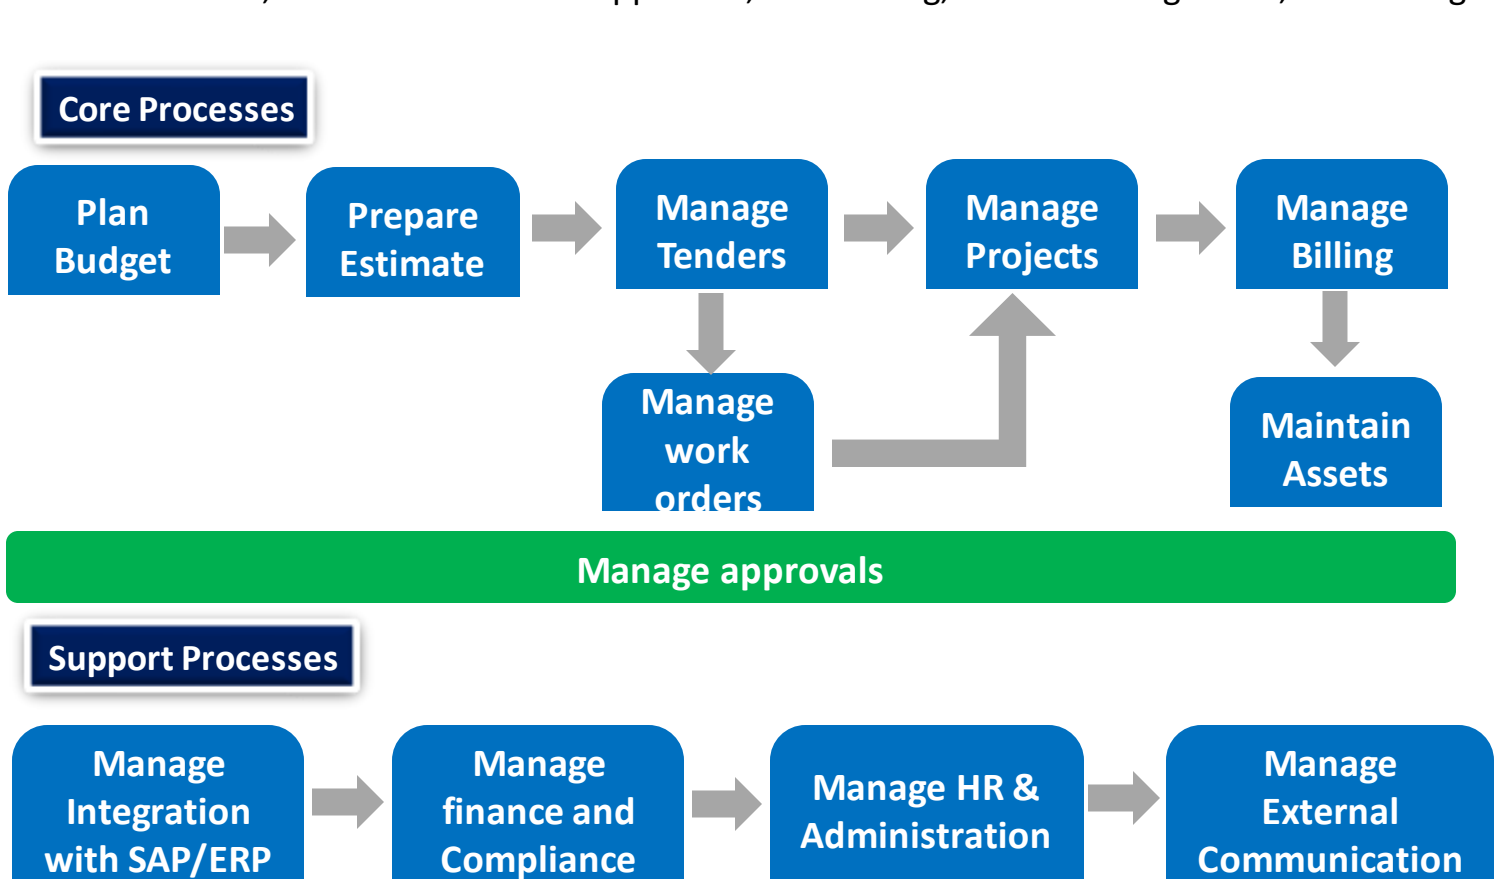 Core Processes
Plan
Budget
Prepare
Estimate
Manage
Tenders
Manage
Projects
Manage
Billing
Manage
work
orders
Maintain
Assets
Manage approvals
Support Processes
Manage
Integration
with SAP/ERP
Manage
finance and
Compliance
Manage HR &
Administration
Manage
External
Communication